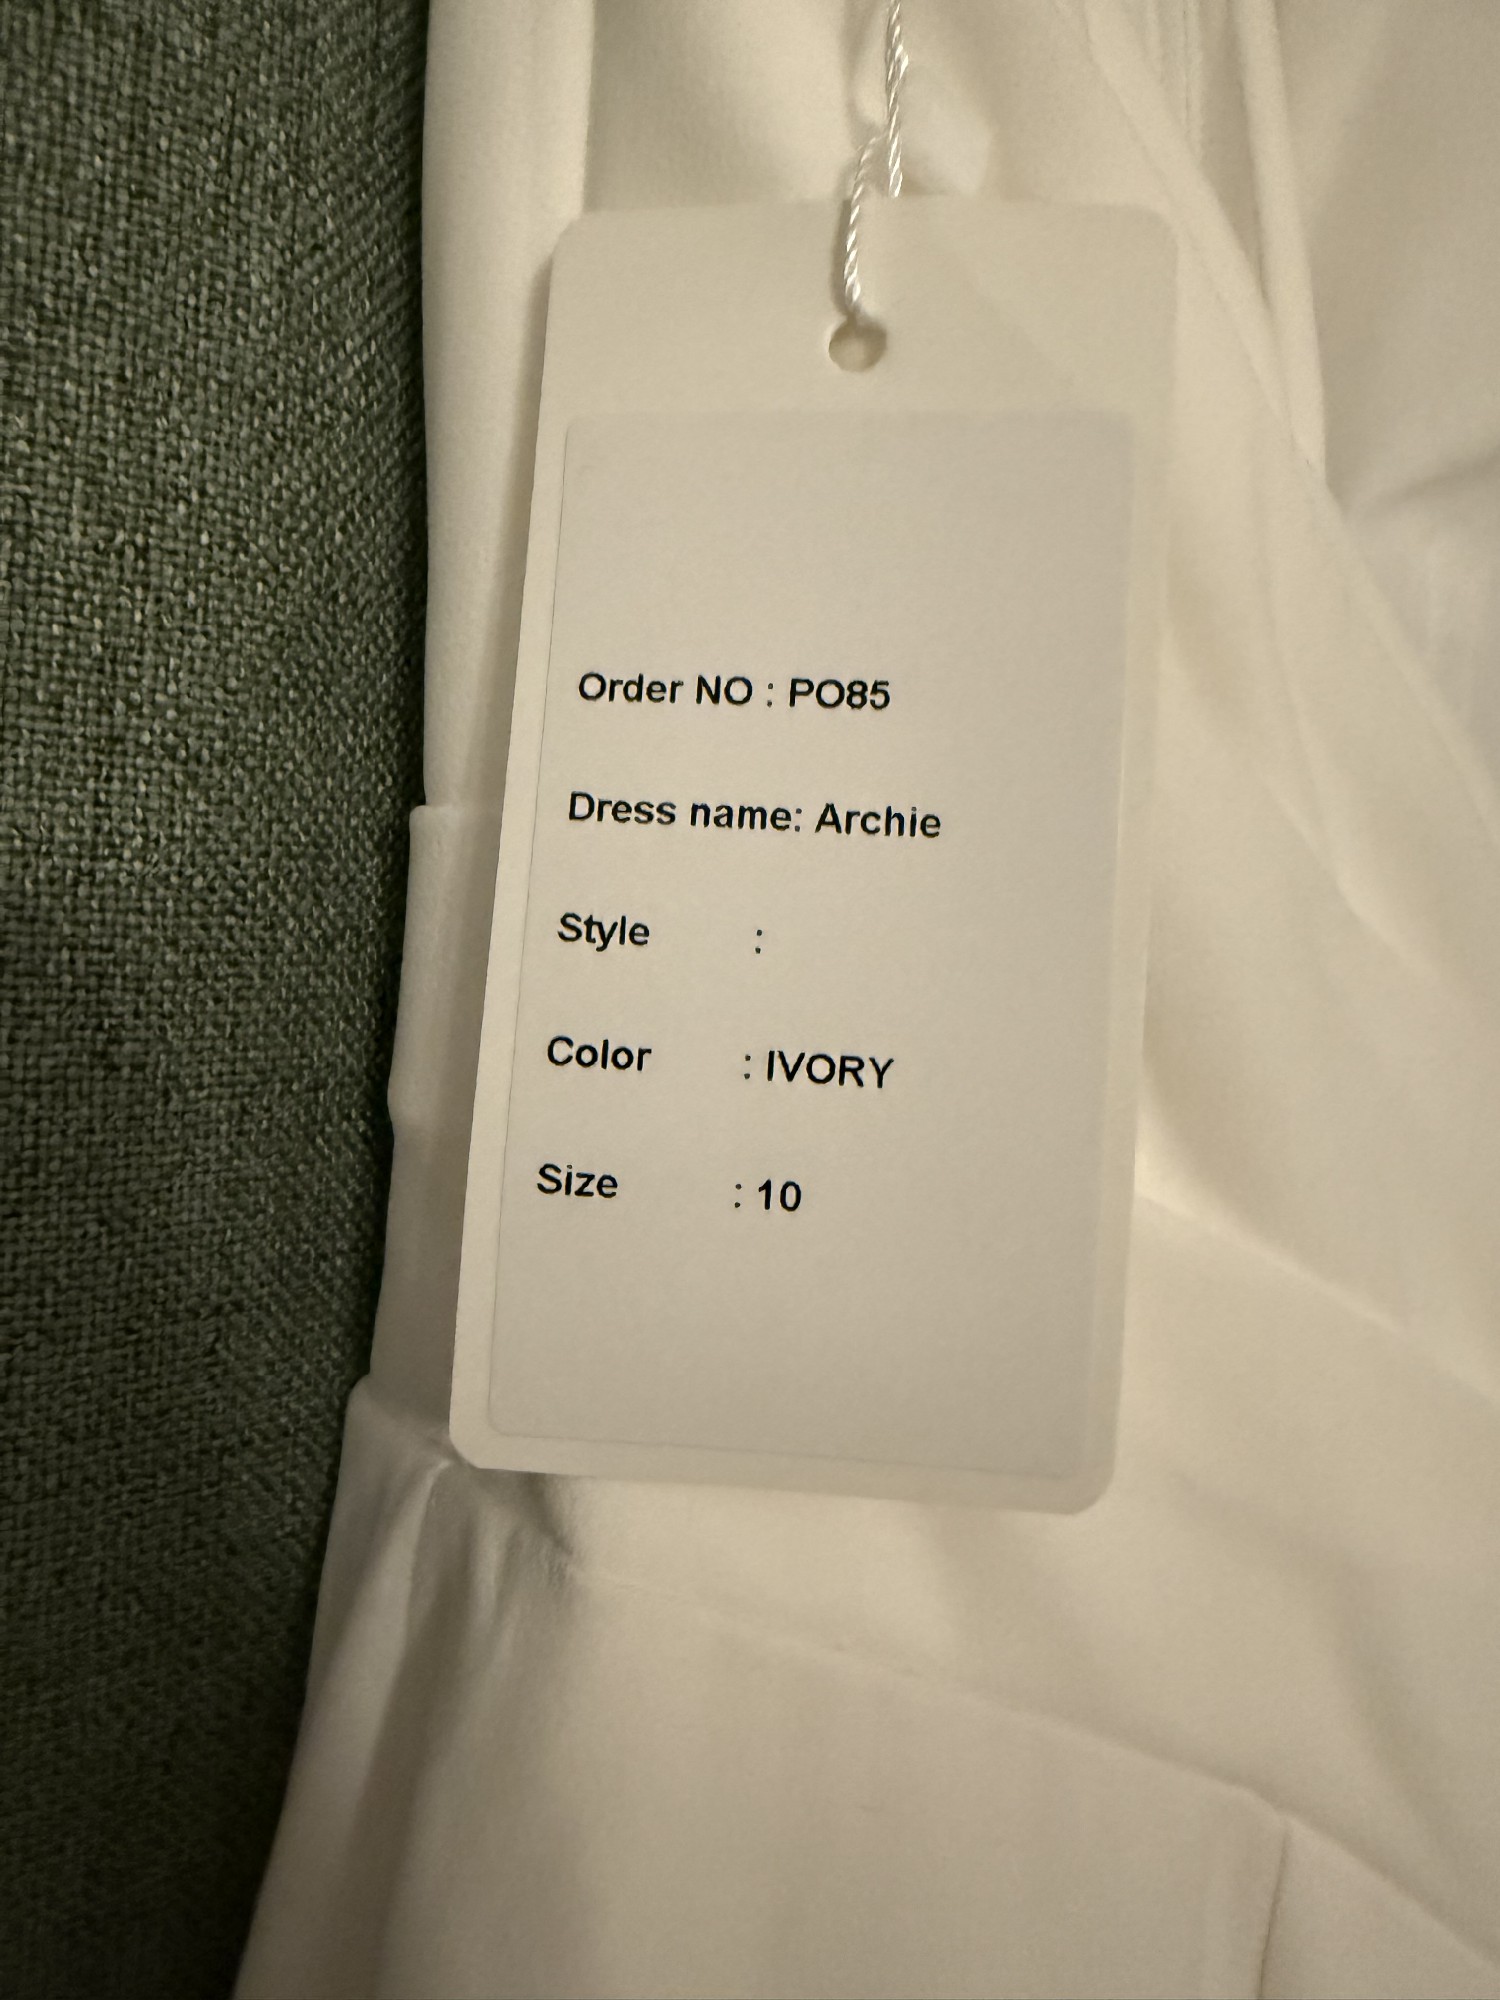 Order NO : PO85
Dress name: Archie
Style :
Color : IVORY
Size : 10